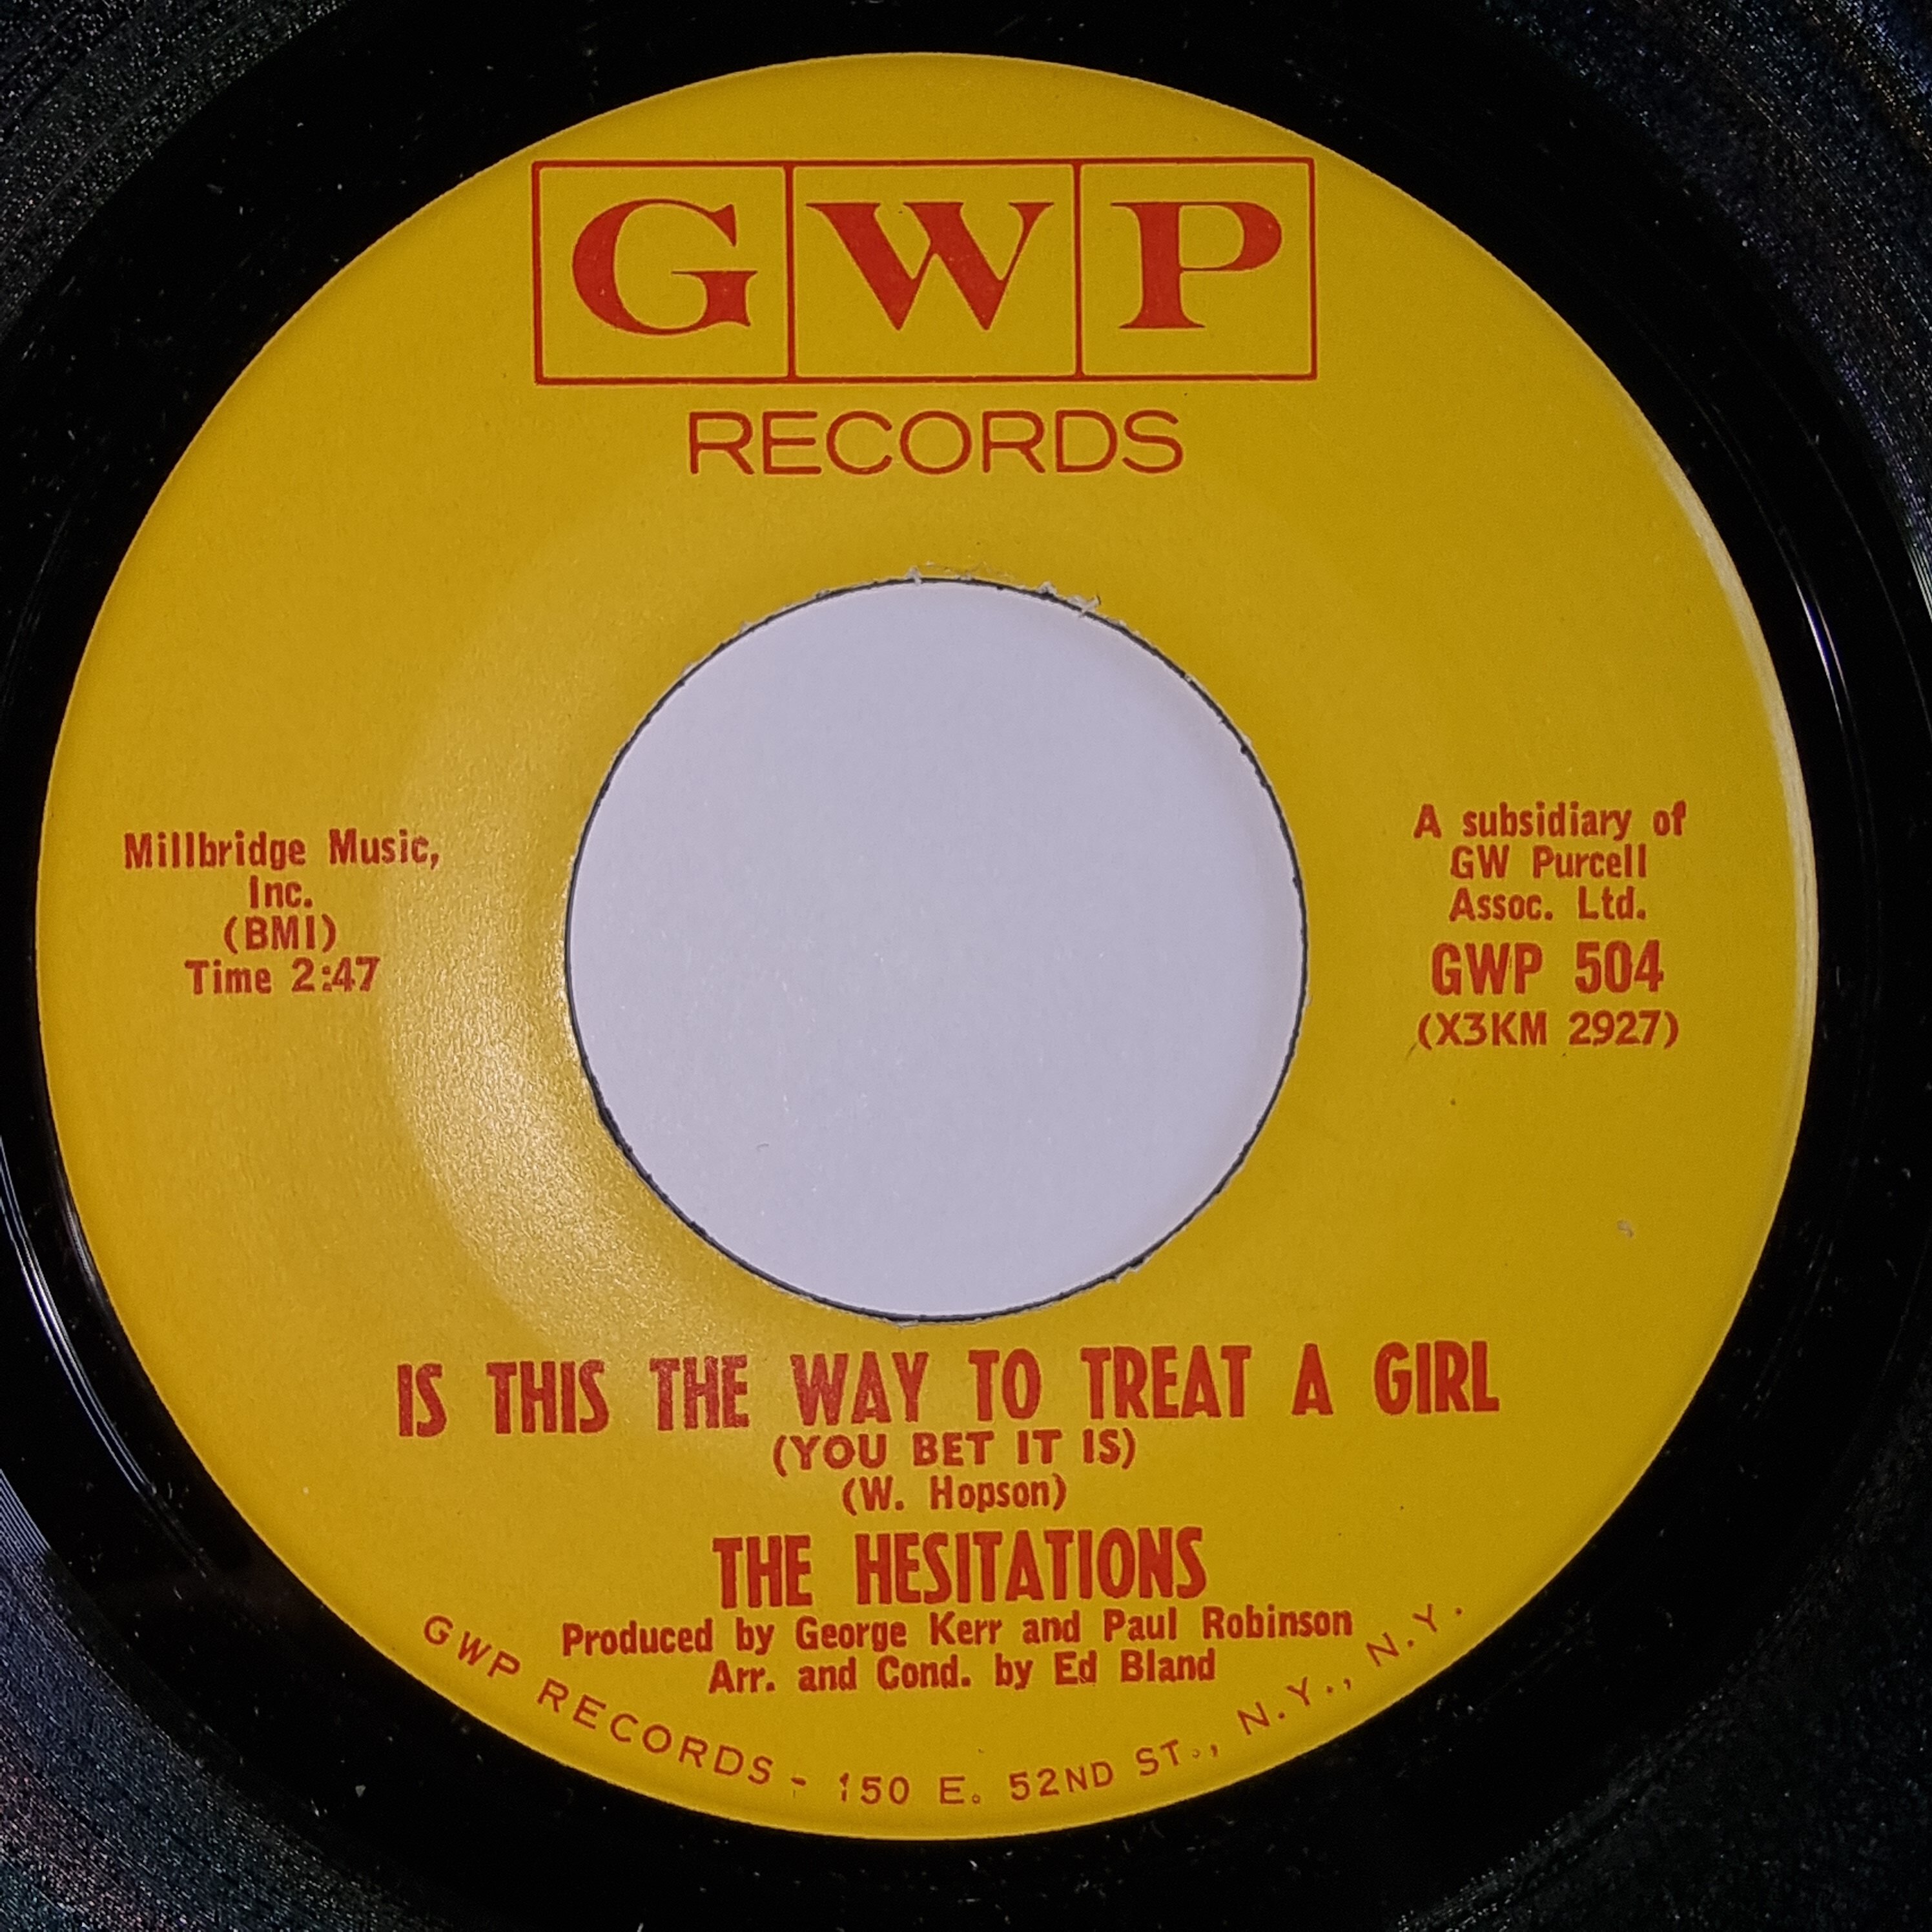 GWP
RECORDS
Millbridge Music,
Inc.
(BMI)
Time 2:47
A subsidiary of
GW Purcell
Assoc. Ltd.
GWP 504
(X3KM 2927)
IS THIS THE WAY TO TREAT A GIRL
(YOU BET IT IS)
(W. Hopson)
THE HESITATIONS
Produced by George Kerr and Paul Robinson
Arr. and Cond. by Ed Bland
GWP RECORDS - 150 E. 52ND ST., N.Y., N.Y.